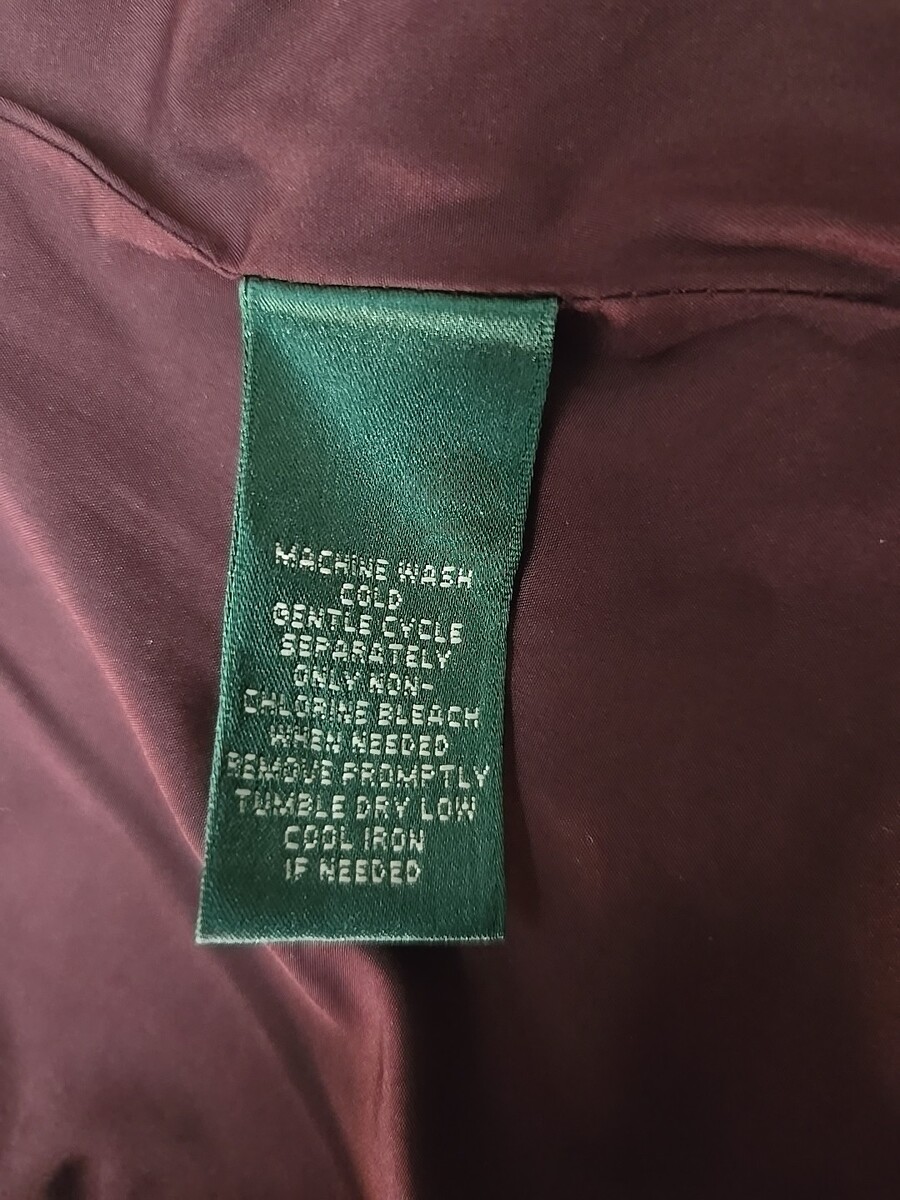 MACHINE WASH
COLD
GENTLE CYCLE
SEPARATELY
ONLY NON-
CHLORINE BLEACH
WHEN NEEDED
REMOVE PROMPTLY
TUMBLE DRY LOW
COOL IRON
IF NEEDED